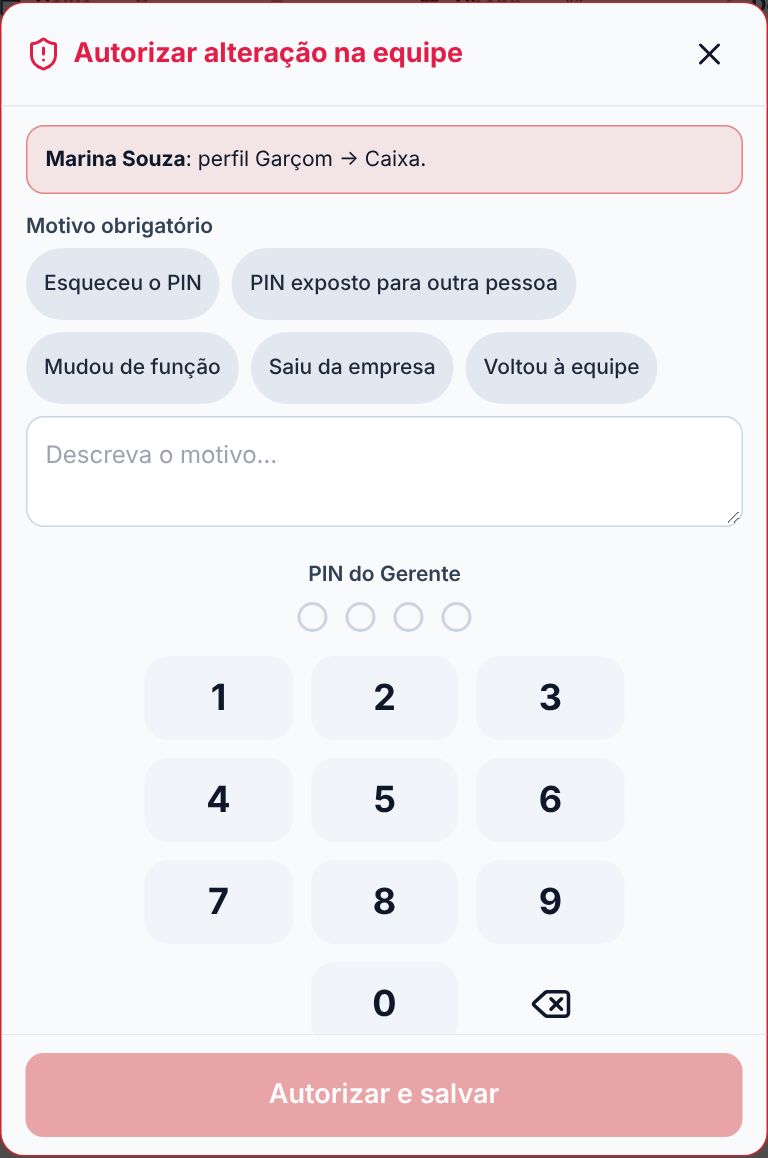 Autorizar alteração na equipe
Marina Souza: perfil Garçom → Caixa.
Motivo obrigatório
Esqueceu o PIN
PIN exposto para outra pessoa
Mudou de função
Saiu da empresa
Voltou à equipe
Descreva o motivo...
PIN do Gerente
1 2 3
4 5 6
7 8 9
0
Autorizar e salvar